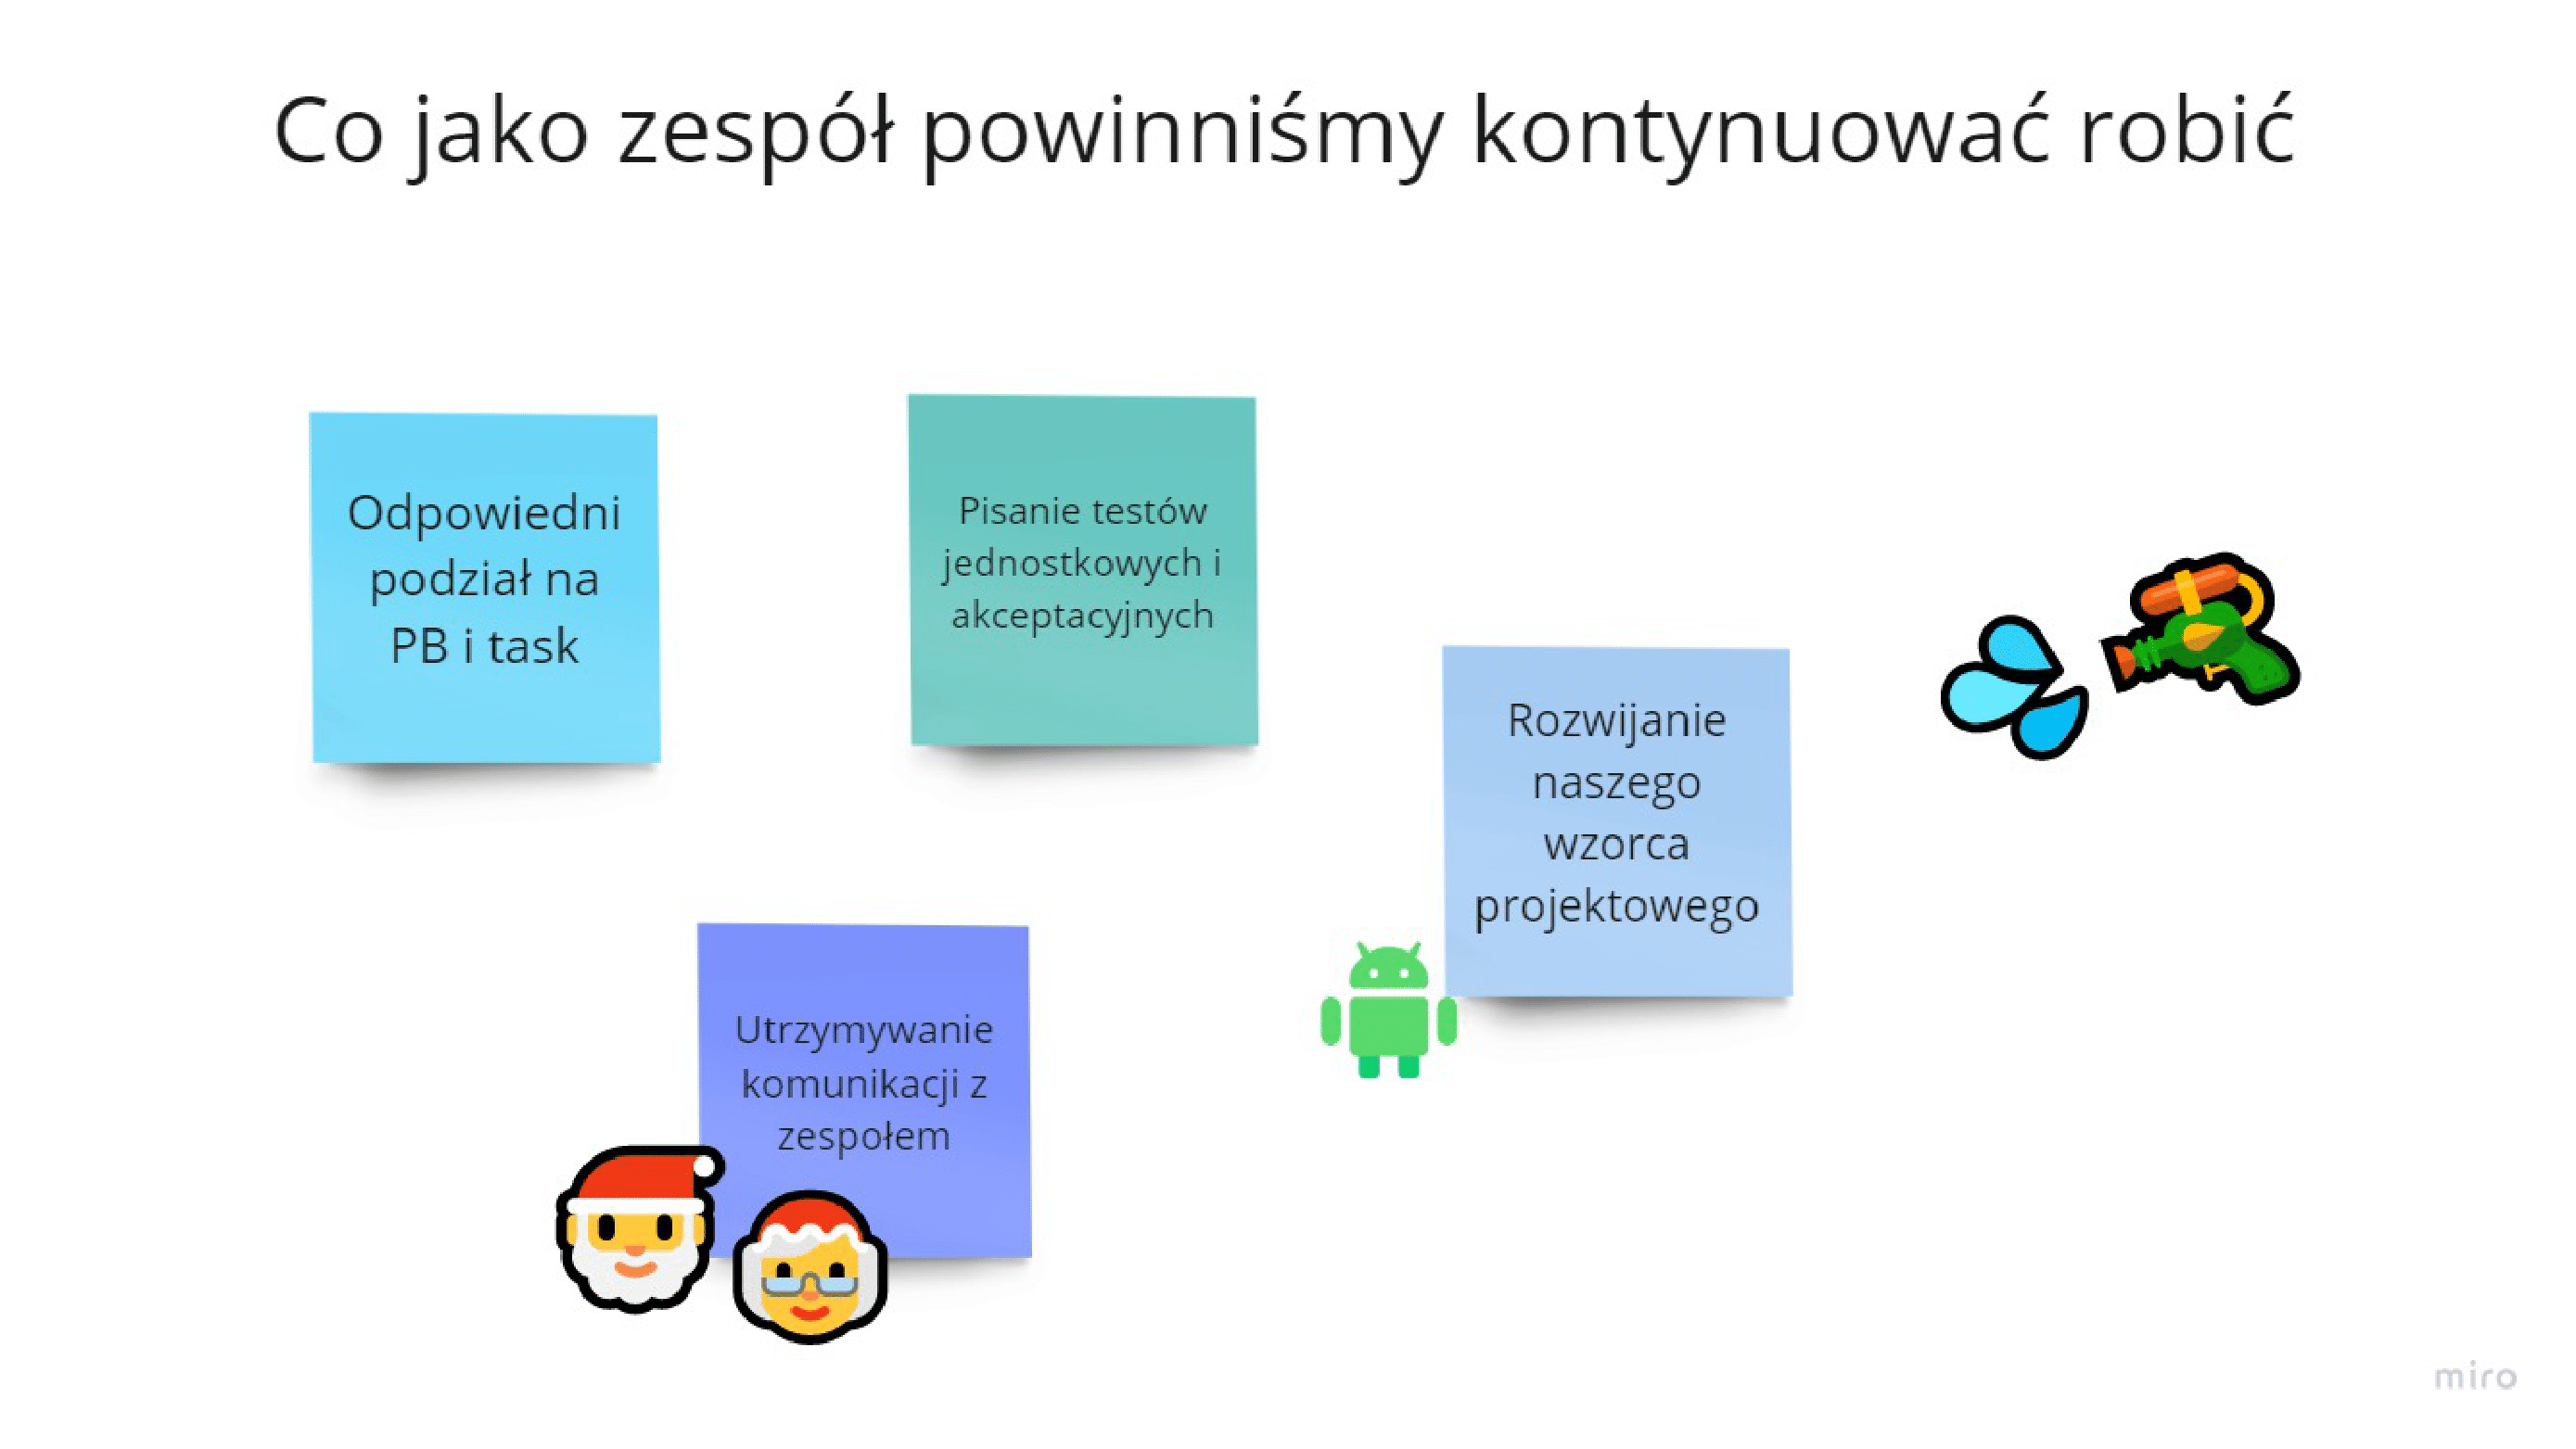 Co jako zespół powinniśmy kontynuować robić
Odpowiedni
podział na
PB i task
Pisanie testów
jednostkowych i
akceptacyjnych
Rozwijanie
naszego
wzorca
projektowego
Utrzymywanie
komunikacji z
zespołem
miro